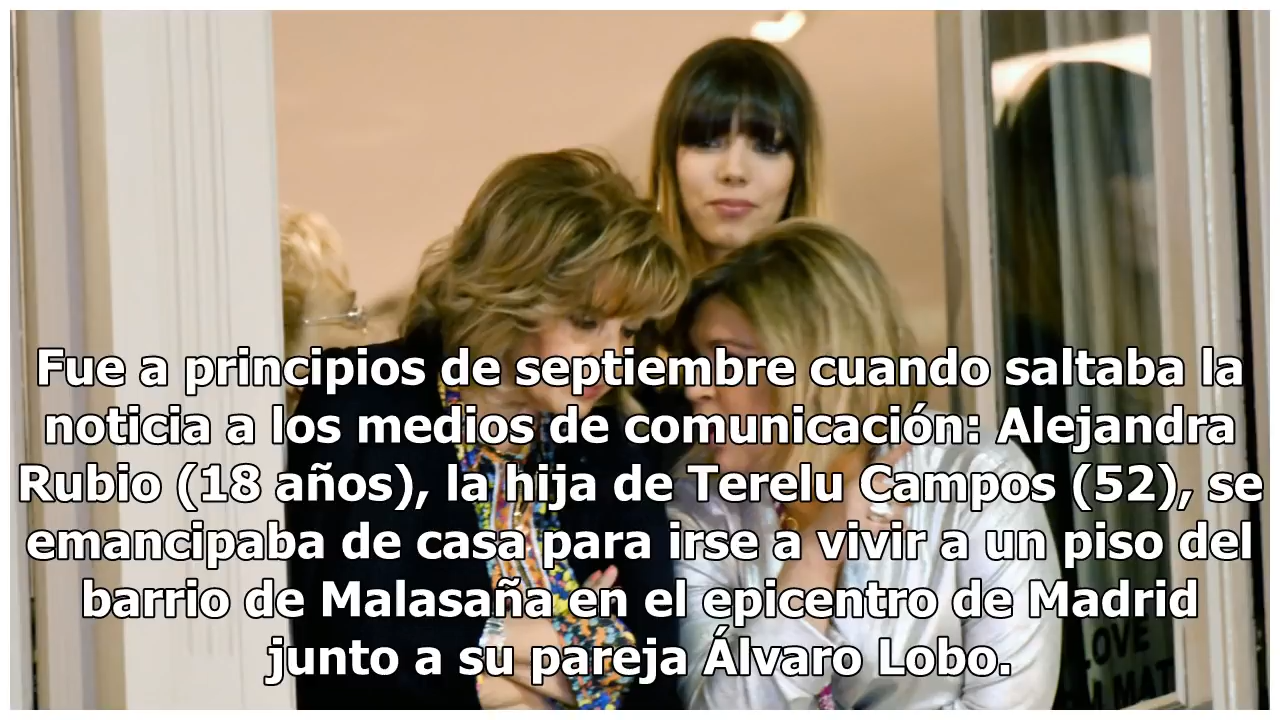 Fue a principios de septiembre cuando saltaba la
noticia a los medios de comunicación: Alejandra
Rubio (18 años), la hija de Terelu Campos (52), se
emancipaba de casa para irse a vivir a un piso del
barrio de Malasaña en el epicentro de Madrid
junto a su pareja Álvaro Lobo.
LOVE